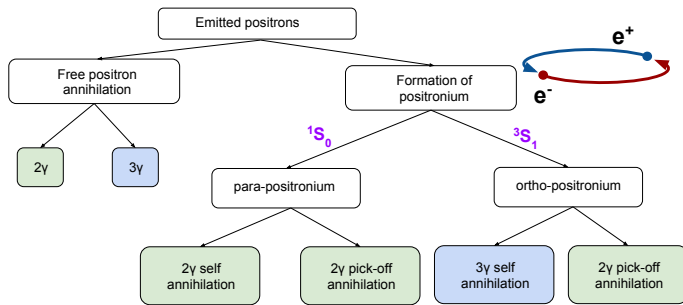 Emitted positrons
e⁺
e⁻
Free positron
annihilation
Formation of
positronium
¹S₀
³S₁
2γ
3γ
para-positronium
ortho-positronium
2γ self
annihilation
2γ pick-off
annihilation
3γ self
annihilation
2γ pick-off
annihilation